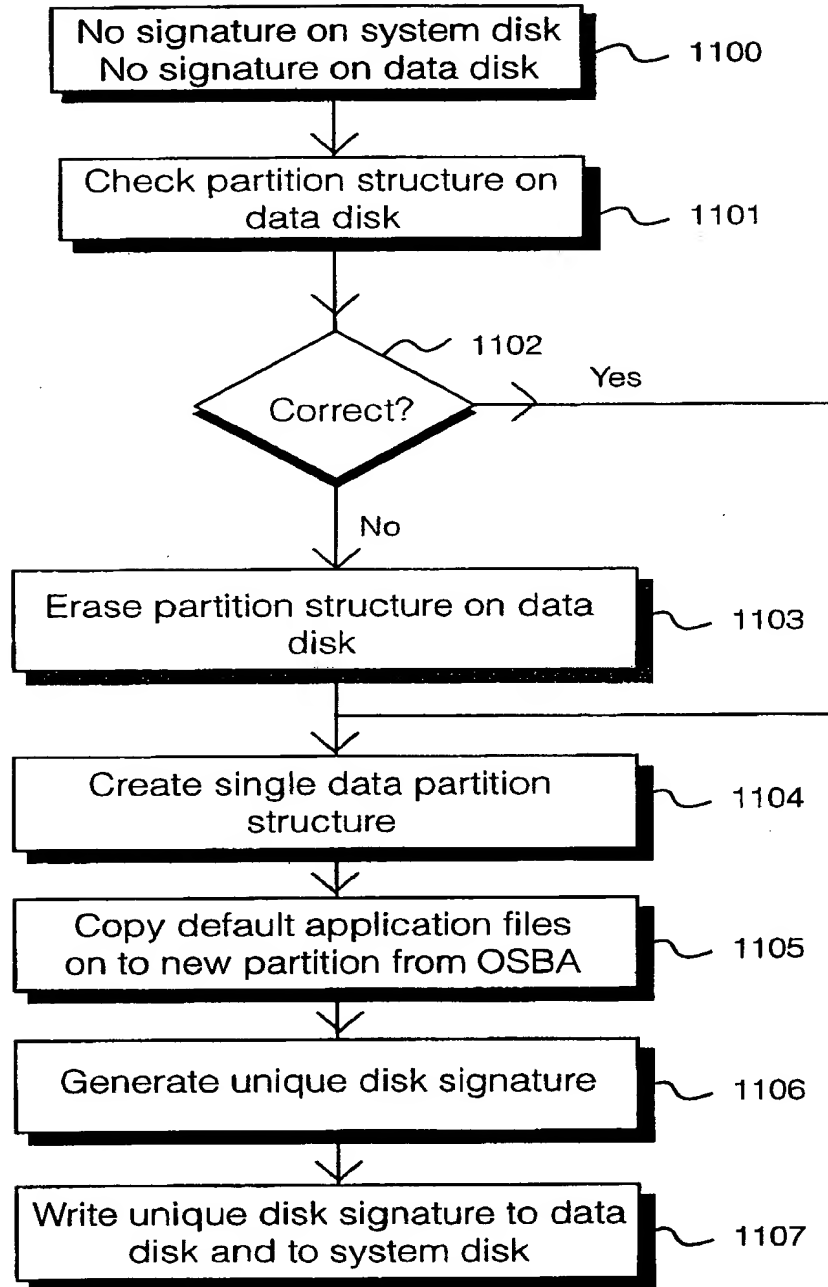 No signature on system disk
No signature on data disk
1100
Check partition structure on
data disk
1101
1102
Correct?
Yes
No
Erase partition structure on data
disk
1103
Create single data partition
structure
1104
Copy default application files
on to new partition from OSBA
1105
Generate unique disk signature
1106
Write unique disk signature to data
disk and to system disk
1107